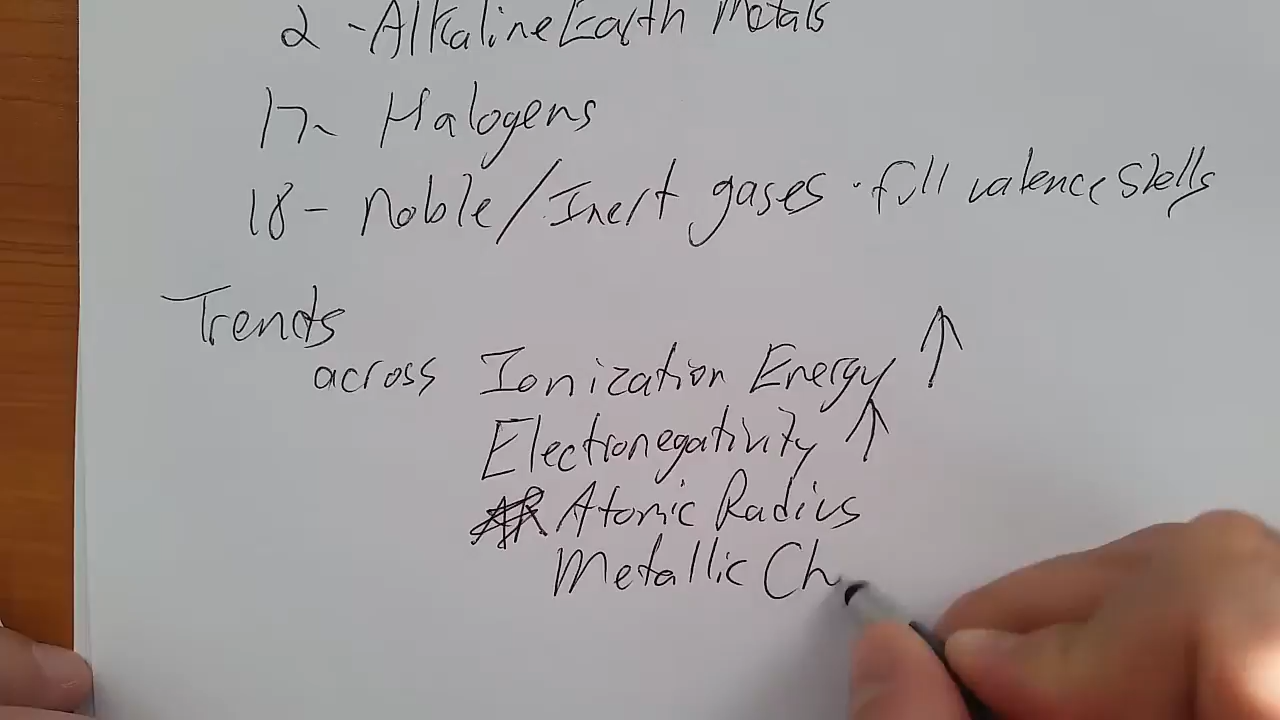 2 - Alkaline Earth Metals
17- Halogens
18 - Noble/Inert gases · full valence shells
Trends
across Ionization Energy ↑
Electronegativity ↑
Atomic Radius
Metallic Ch